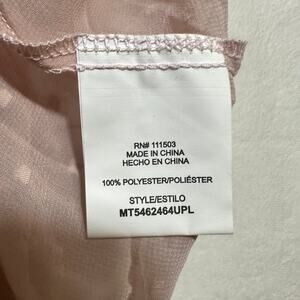 RN# 111503
MADE IN CHINA
HECHO EN CHINA
100% POLYESTER/POLIÉSTER
STYLE/ESTILO
MT5462464UPL